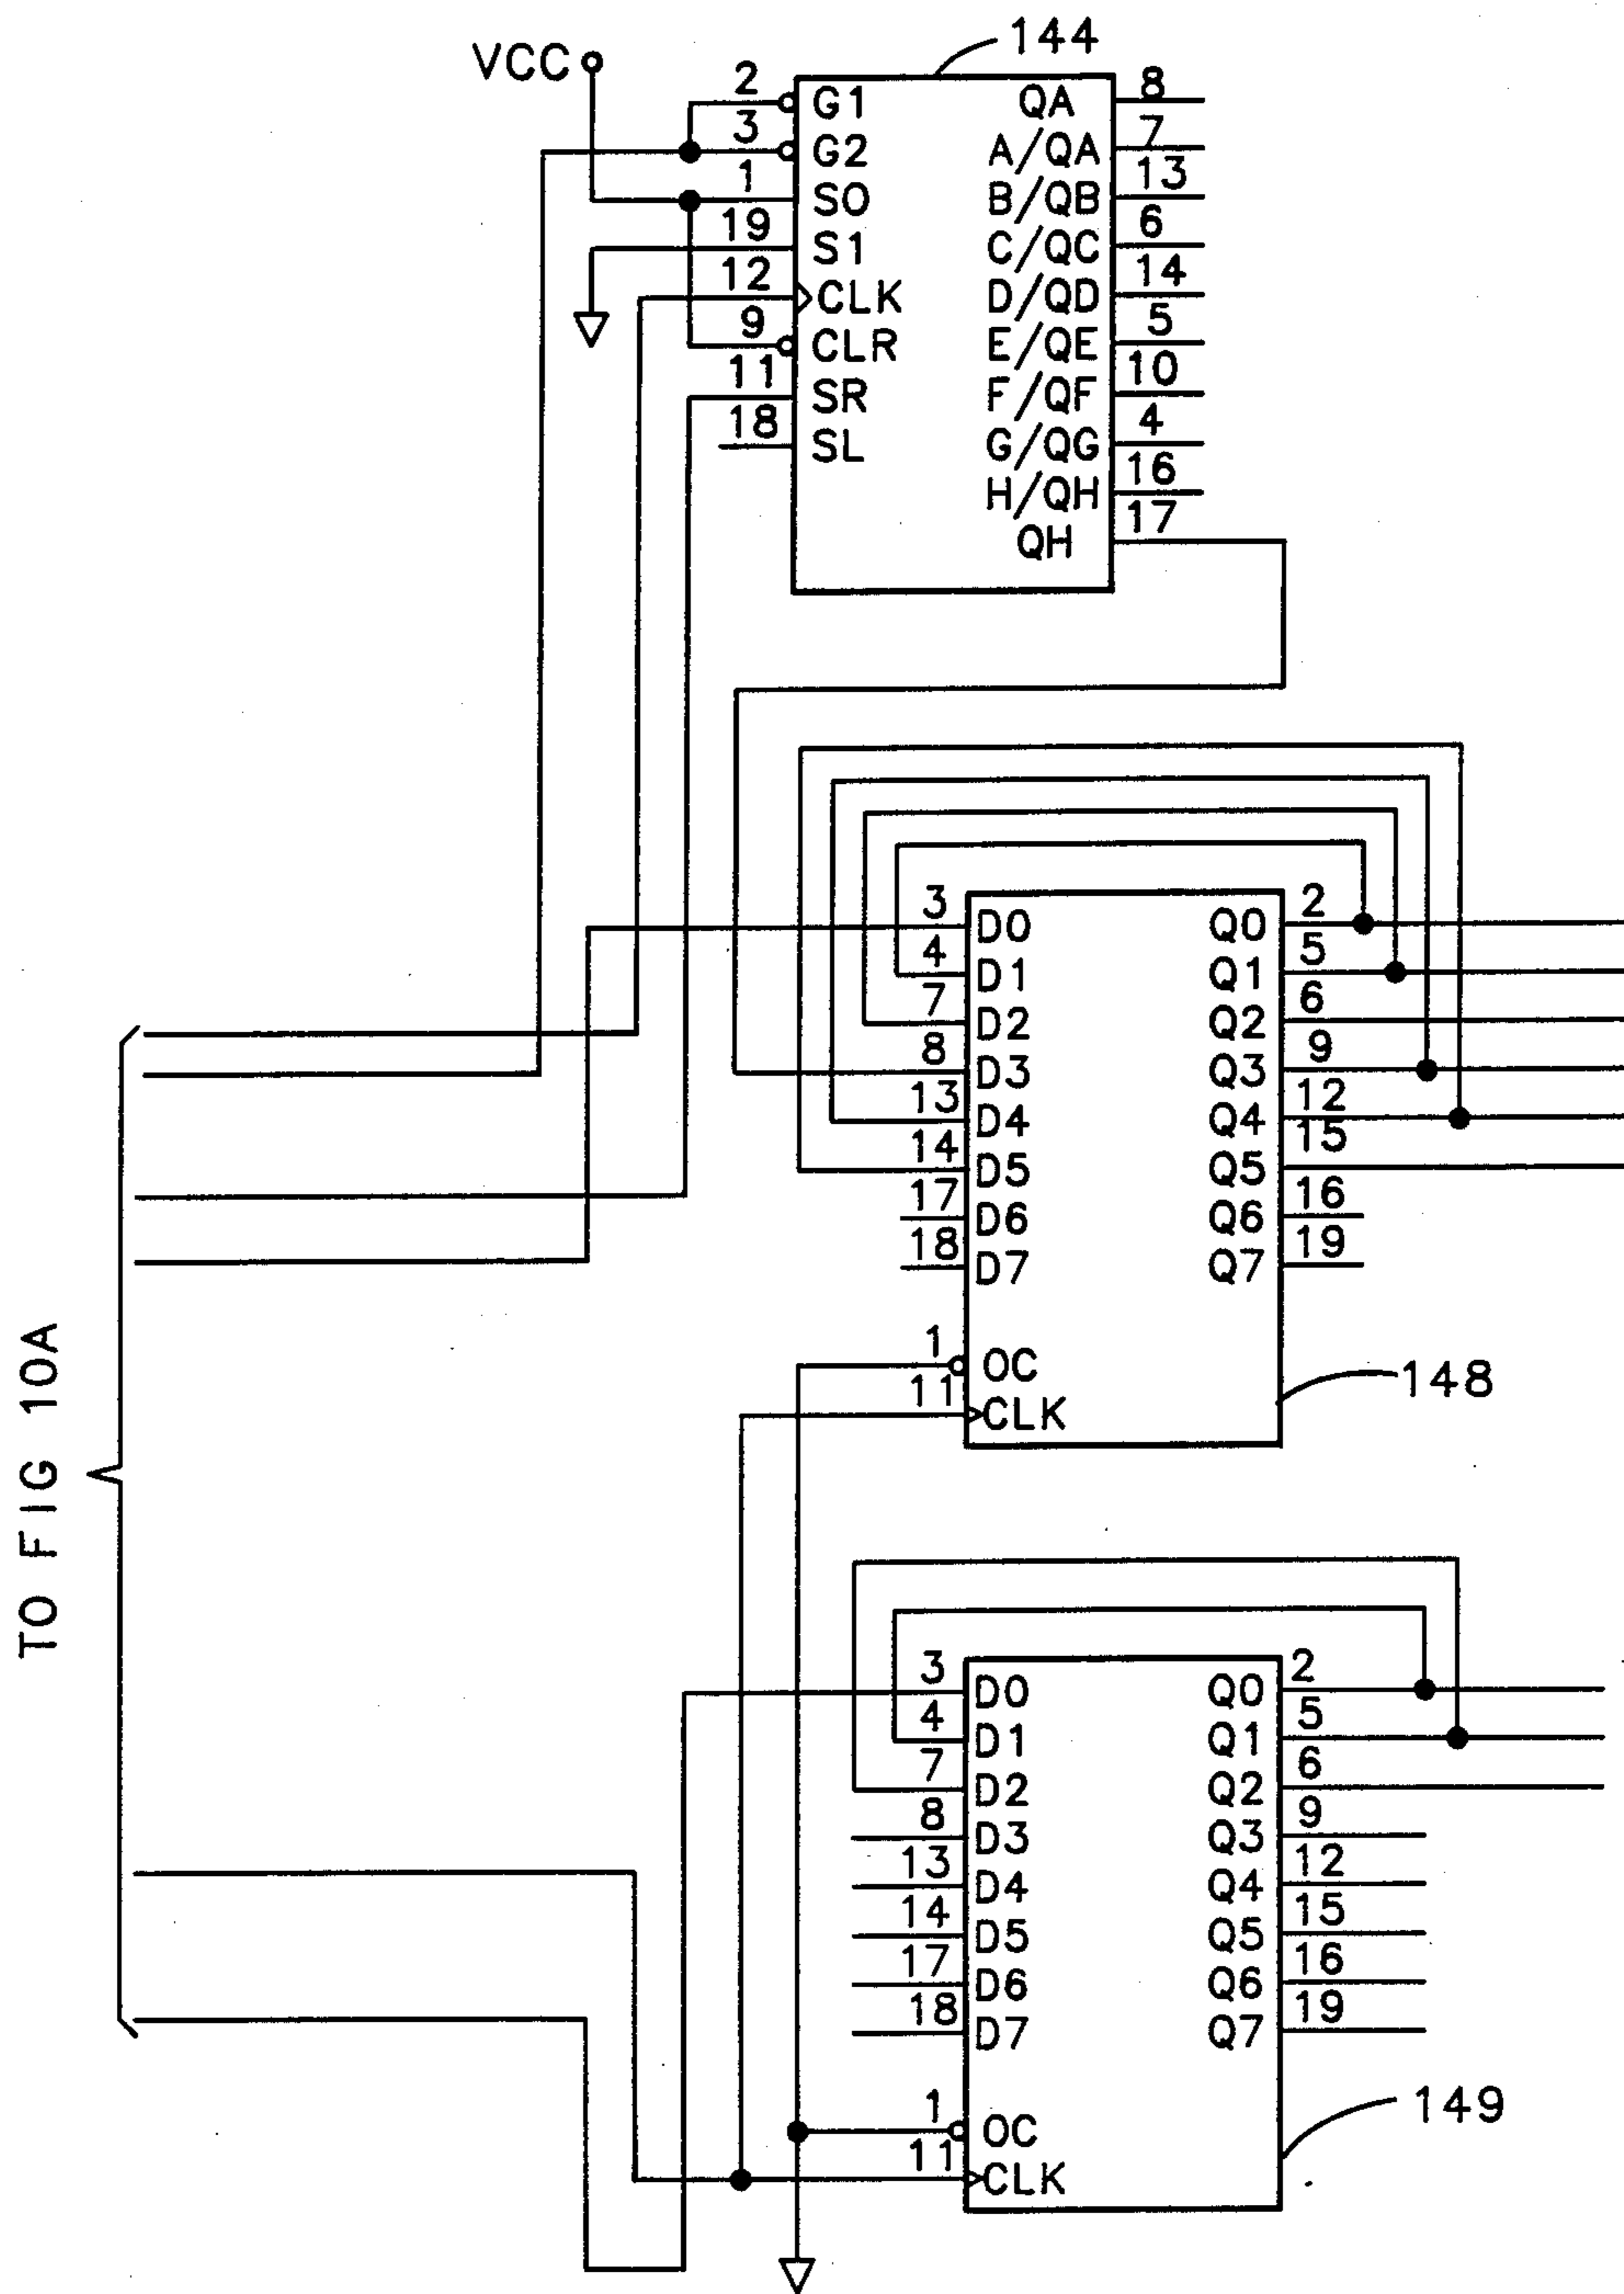 VCC
144
2 G1 QA 8
3 G2 A/QA 7
1 S0 B/QB 13
19 S1 C/QC 6
12 CLK D/QD 14
9 CLR E/QE 5
11 SR F/QF 10
18 SL G/QG 4
H/QH 16
QH 17
3 D0 Q0 2
4 D1 Q1 5
7 D2 Q2 6
8 D3 Q3 9
13 D4 Q4 12
14 D5 Q5 15
17 D6 Q6 16
18 D7 Q7 19
1 OC
11 CLK
148
TO FIG 10A
3 D0 Q0 2
4 D1 Q1 5
7 D2 Q2 6
8 D3 Q3 9
13 D4 Q4 12
14 D5 Q5 15
17 D6 Q6 16
18 D7 Q7 19
1 OC
11 CLK
149